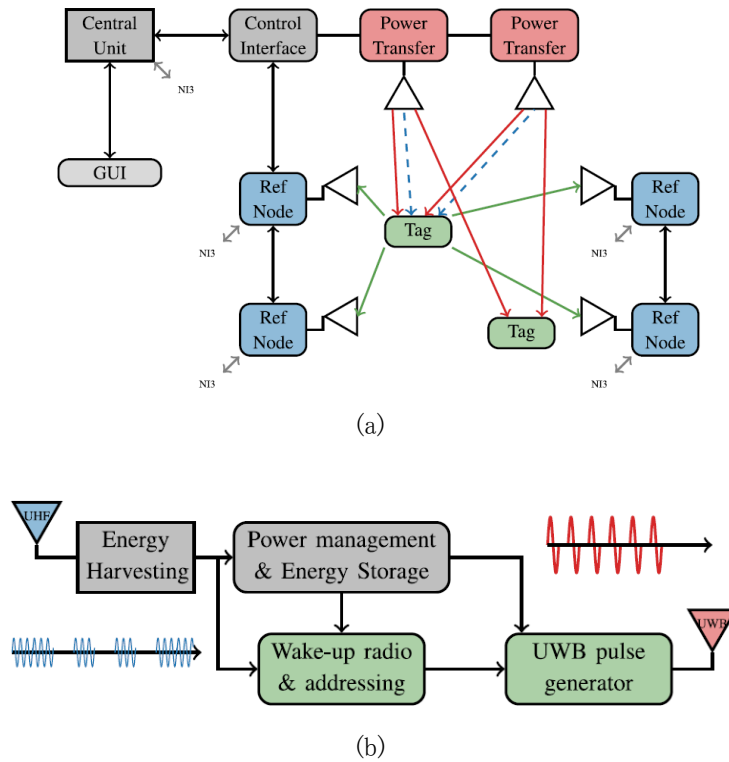 Central
Unit
Control
Interface
Power
Transfer
Power
Transfer
NI3
GUI
Ref
Node
Ref
Node
Tag
NI3
NI3
Ref
Node
Tag
Ref
Node
NI3
NI3
(a)
UHF
Energy
Harvesting
Power management
& Energy Storage
Wake-up radio
& addressing
UWB pulse
generator
UWB
(b)